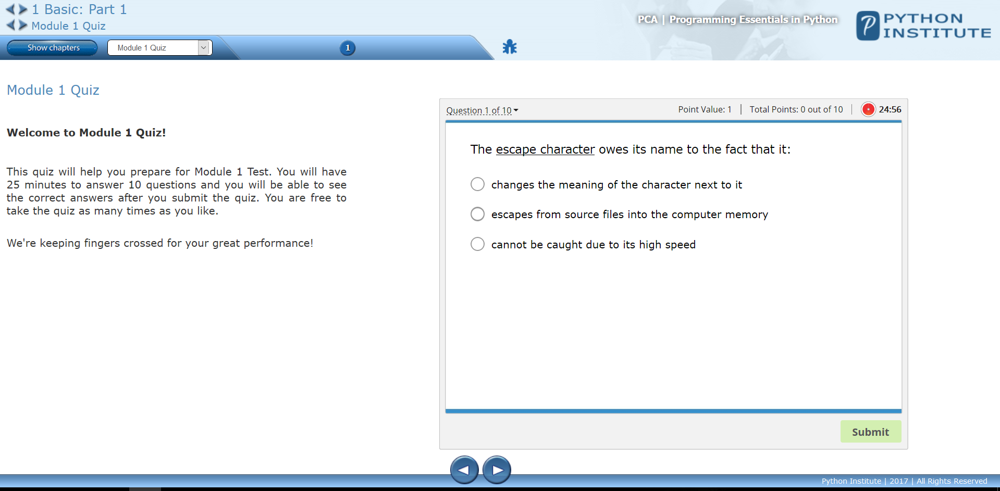 1 Basic: Part 1
Module 1 Quiz
PCA | Programming Essentials in Python
PYTHON
INSTITUTE
Show chapters
Module 1 Quiz
1
Module 1 Quiz
Welcome to Module 1 Quiz!
This quiz will help you prepare for Module 1 Test. You will have
25 minutes to answer 10 questions and you will be able to see
the correct answers after you submit the quiz. You are free to
take the quiz as many times as you like.
We're keeping fingers crossed for your great performance!
Question 1 of 10
Point Value: 1 | Total Points: 0 out of 10 | 24:56
The escape character owes its name to the fact that it:
changes the meaning of the character next to it
escapes from source files into the computer memory
cannot be caught due to its high speed
Submit
Python Institute | 2017 | All Rights Reserved